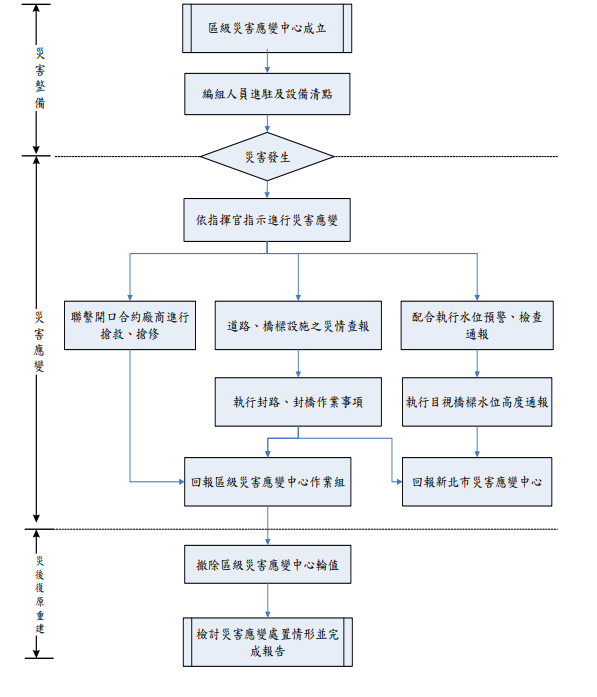 災害整備
區級災害應變中心成立
編組人員進駐及設備清點
災害發生
災害應變
依指揮官指示進行災害應變
聯繫開口合約廠商進行
搶救、搶修
道路、橋樑設施之災情查報
配合執行水位預警、檢查
通報
執行封路、封橋作業事項
執行目視橋樑水位高度通報
回報區級災害應變中心作業組
回報新北市災害應變中心
災後復原重建
撤除區級災害應變中心輪值
檢討災害應變處置情形並完
成報告